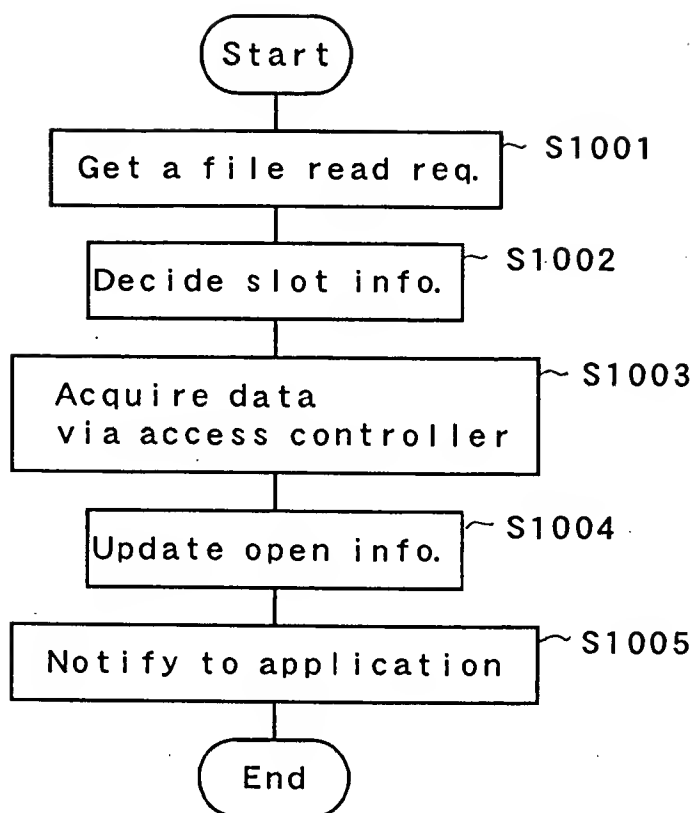 Start
Get a file read req.
S1001
Decide slot info.
S1002
Acquire data
via access controller
S1003
Update open info.
S1004
Notify to application
S1005
End